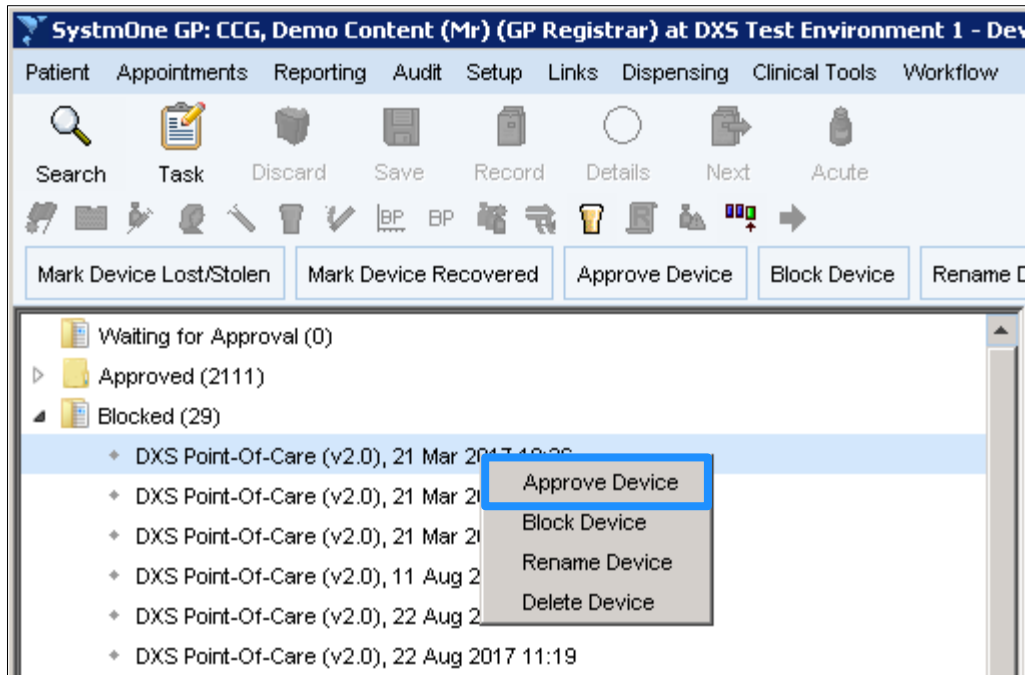 SystmOne GP: CCG, Demo Content (Mr) (GP Registrar) at DXS Test Environment 1 - Dev
Patient Appointments Reporting Audit Setup Links Dispensing Clinical Tools Workflow
Search Task Discard Save Record Details Next Acute
BP BP R
Mark Device Lost/Stolen Mark Device Recovered Approve Device Block Device Rename D
Waiting for Approval (0)
Approved (2111)
Blocked (29)
DXS Point-Of-Care (v2.0), 21 Mar 2017
Approve Device
DXS Point-Of-Care (v2.0), 21 Mar
Block Device
DXS Point-Of-Care (v2.0), 21 Mar
Rename Device
DXS Point-Of-Care (v2.0), 11 Aug
Delete Device
DXS Point-Of-Care (v2.0), 22 Aug
DXS Point-Of-Care (v2.0), 22 Aug 2017 11:19